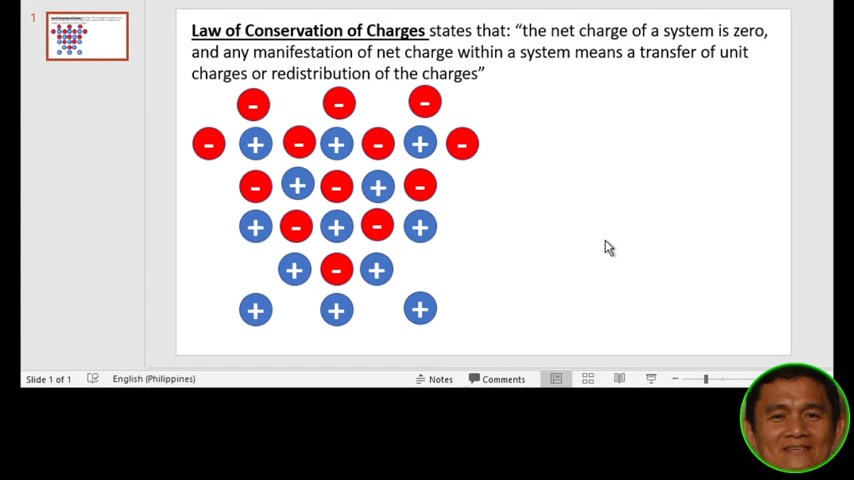 1
Law of Conservation of Charges states that: “the net charge of a system is zero,
and any manifestation of net charge within a system means a transfer of unit
charges or redistribution of the charges”
- - -
- + - + - + -
- + - + -
+ - + - +
+ - +
+ + +
Slide 1 of 1 English (Philippines) Notes Comments